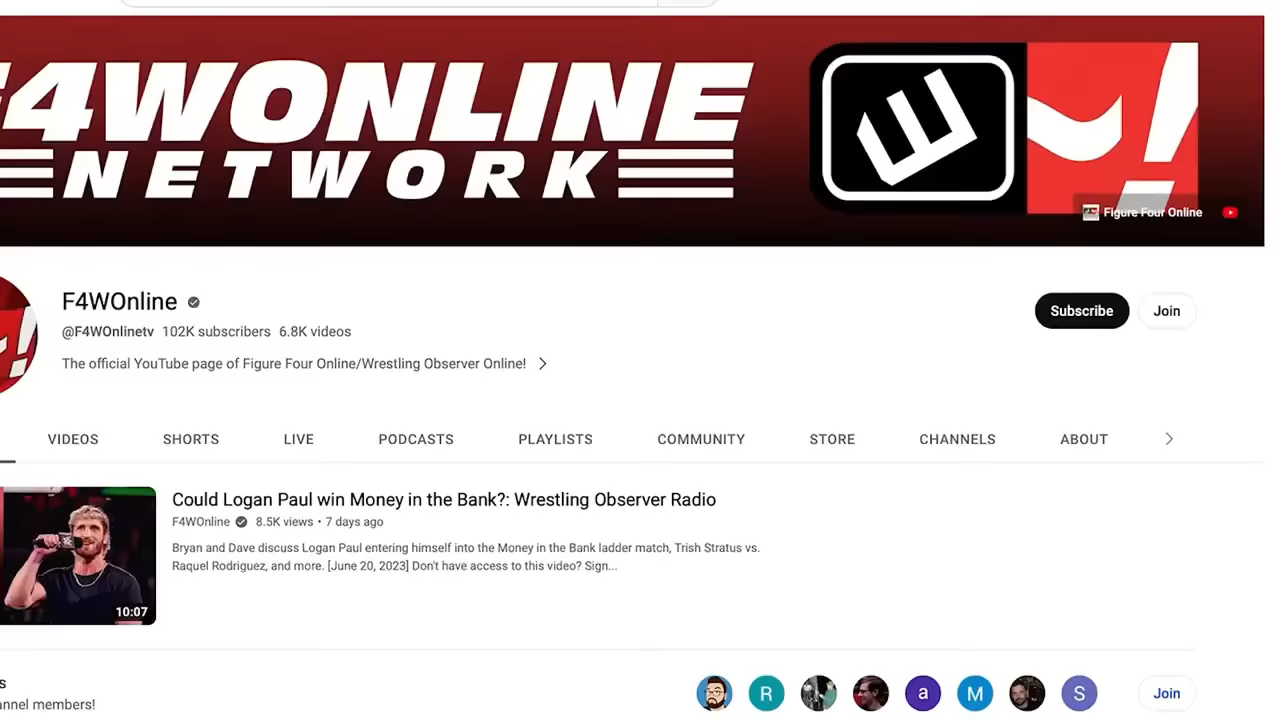 F4WONLINE
NETWORK
Figure Four Online
F4WOnline
@F4WOnlinetv 102K subscribers 6.8K videos
The official YouTube page of Figure Four Online/Wrestling Observer Online!
Subscribe
Join
VIDEOS
SHORTS
LIVE
PODCASTS
PLAYLISTS
COMMUNITY
STORE
CHANNELS
ABOUT
Could Logan Paul win Money in the Bank?: Wrestling Observer Radio
F4WOnline 8.5K views • 7 days ago
Bryan and Dave discuss Logan Paul entering himself into the Money in the Bank ladder match, Trish Stratus vs.
Raquel Rodriguez, and more. [June 20, 2023] Don't have access to this video? Sign...
10:07
R
a
M
S
Join
members!